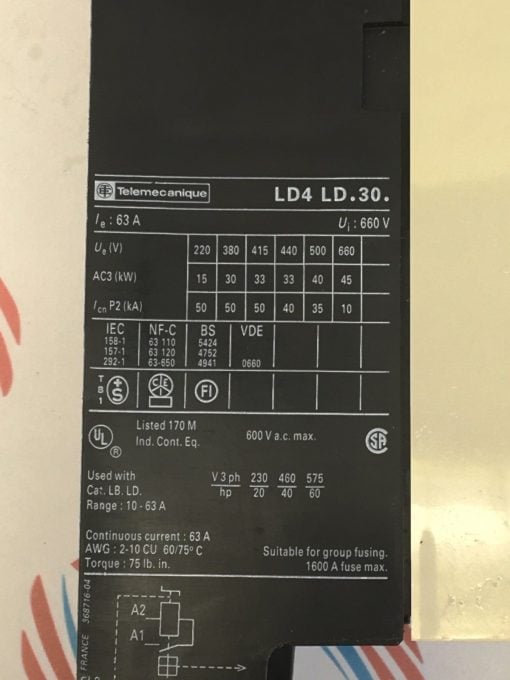 Telemecanique LD4 LD.30.
Ie : 63 A Ui : 660 V
Ue (V) 220 380 415 440 500 660
AC3 (kW) 15 30 33 33 40 45
Icn P2 (kA) 50 50 50 40 35 10
IEC NF-C BS VDE
158-1 63 110 5424
157-1 63 120 4752
292-1 63-650 4941 0660
T B 1 S CE FI
UL ® Listed 170 M 600 V a.c. max. SA
Ind. Cont. Eq.
Used with V 3 ph 230 460 575
Cat. LB. LD. hp 20 40 60
Range : 10 - 63 A
Continuous current : 63 A
AWG : 2-10 CU 60/75° C Suitable for group fusing.
Torque : 75 lb. in. 1600 A fuse max.
FRANCE 368716-04
A2
A1